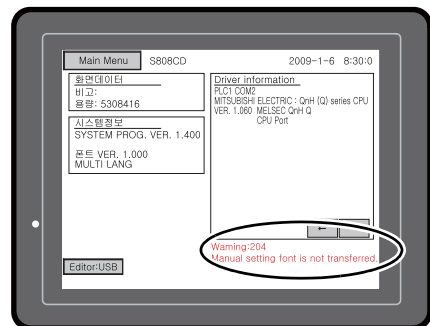 Main Menu S808CD 2009-1-6 8:30:0
화면데이터
비고:
용량: 5308416
시스템정보
SYSTEM PROG. VER. 1.400
폰트 VER. 1.000
MULTI LANG
Driver information
PLC1 COM2
MITSUBISHI ELECTRIC : QnH (Q) series CPU
VER. 1.060 MELSEC QnH Q
CPU Port
←
Warning:204
Manual setting font is not transferred.
Editor:USB